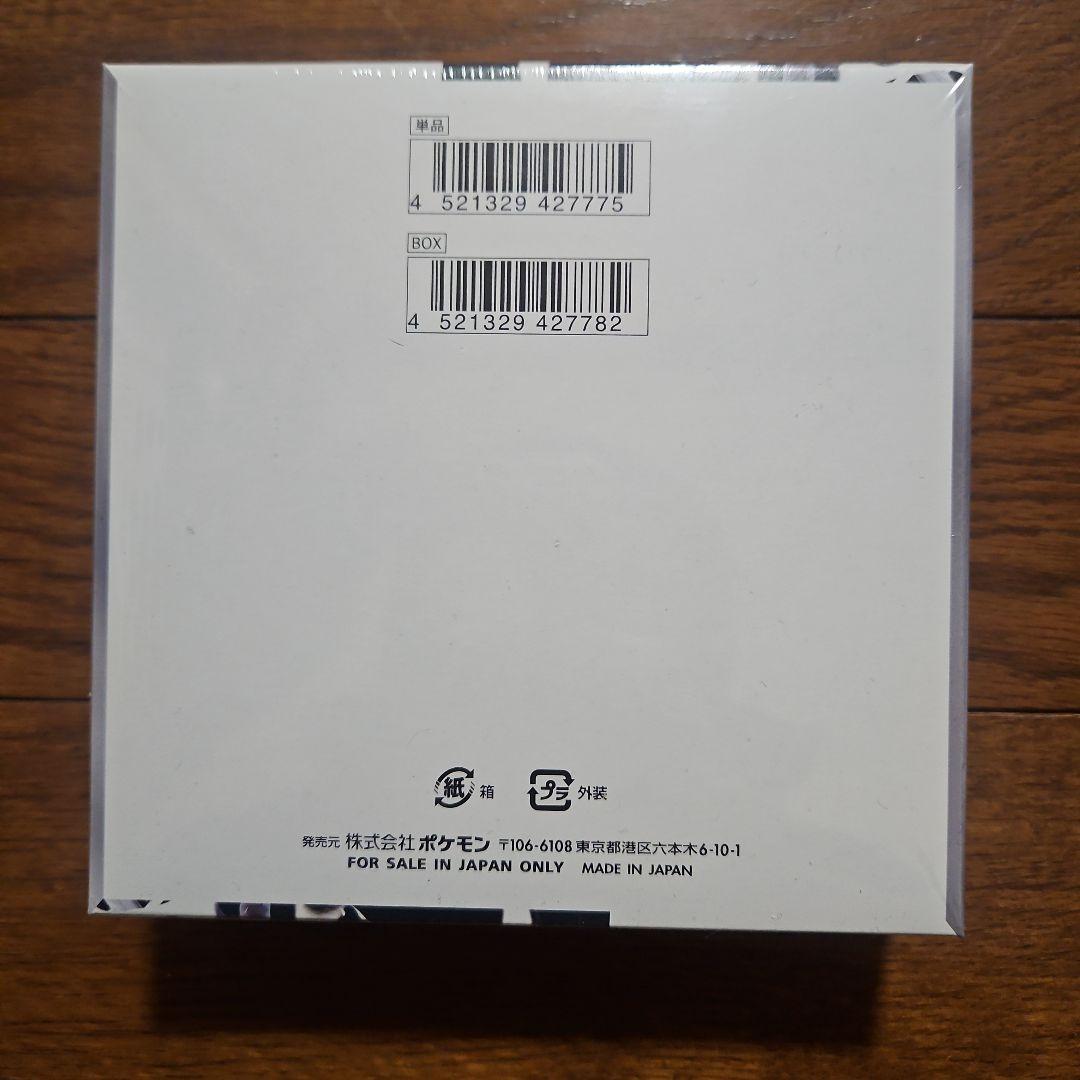 単品
4 521329 427775
BOX
4 521329 427782
紙 箱 プラ 外装
発売元 株式会社 ポケモン 〒106-6108 東京都港区六本木6-10-1
FOR SALE IN JAPAN ONLY MADE IN JAPAN